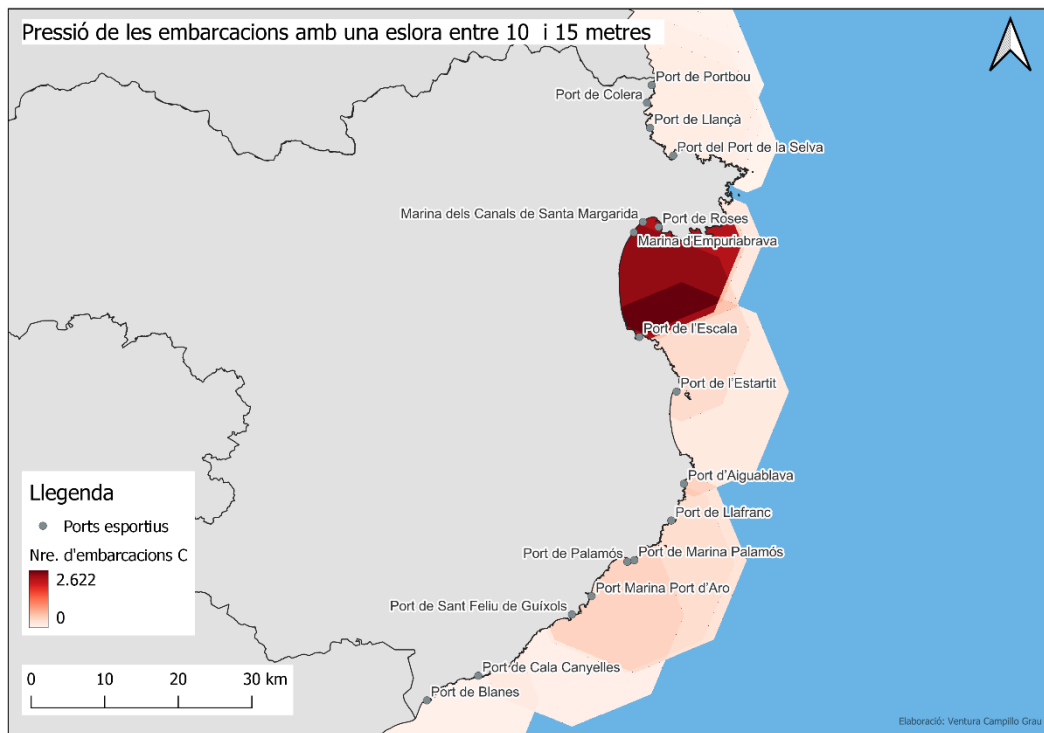 Pressió de les embarcacions amb una eslora entre 10  i 15 metres
Port de Portbou
Port de Colera
Port de Llançà
Port del Port de la Selva
Marina dels Canals de Santa Margarida
Port de Roses
Marina d'Empuriabrava
Port de l'Escala
Port de l'Estartit
Port d'Aiguablava
Port de Llafranc
Port de Palamós
Port de Marina Palamós
Port Marina Port d'Aro
Port de Sant Feliu de Guíxols
Port de Cala Canyelles
Port de Blanes
Llegenda
Ports esportius
Nre. d'embarcacions C
2.622
0
0 10 20 30 km
Elaboració: Ventura Campillo Grau